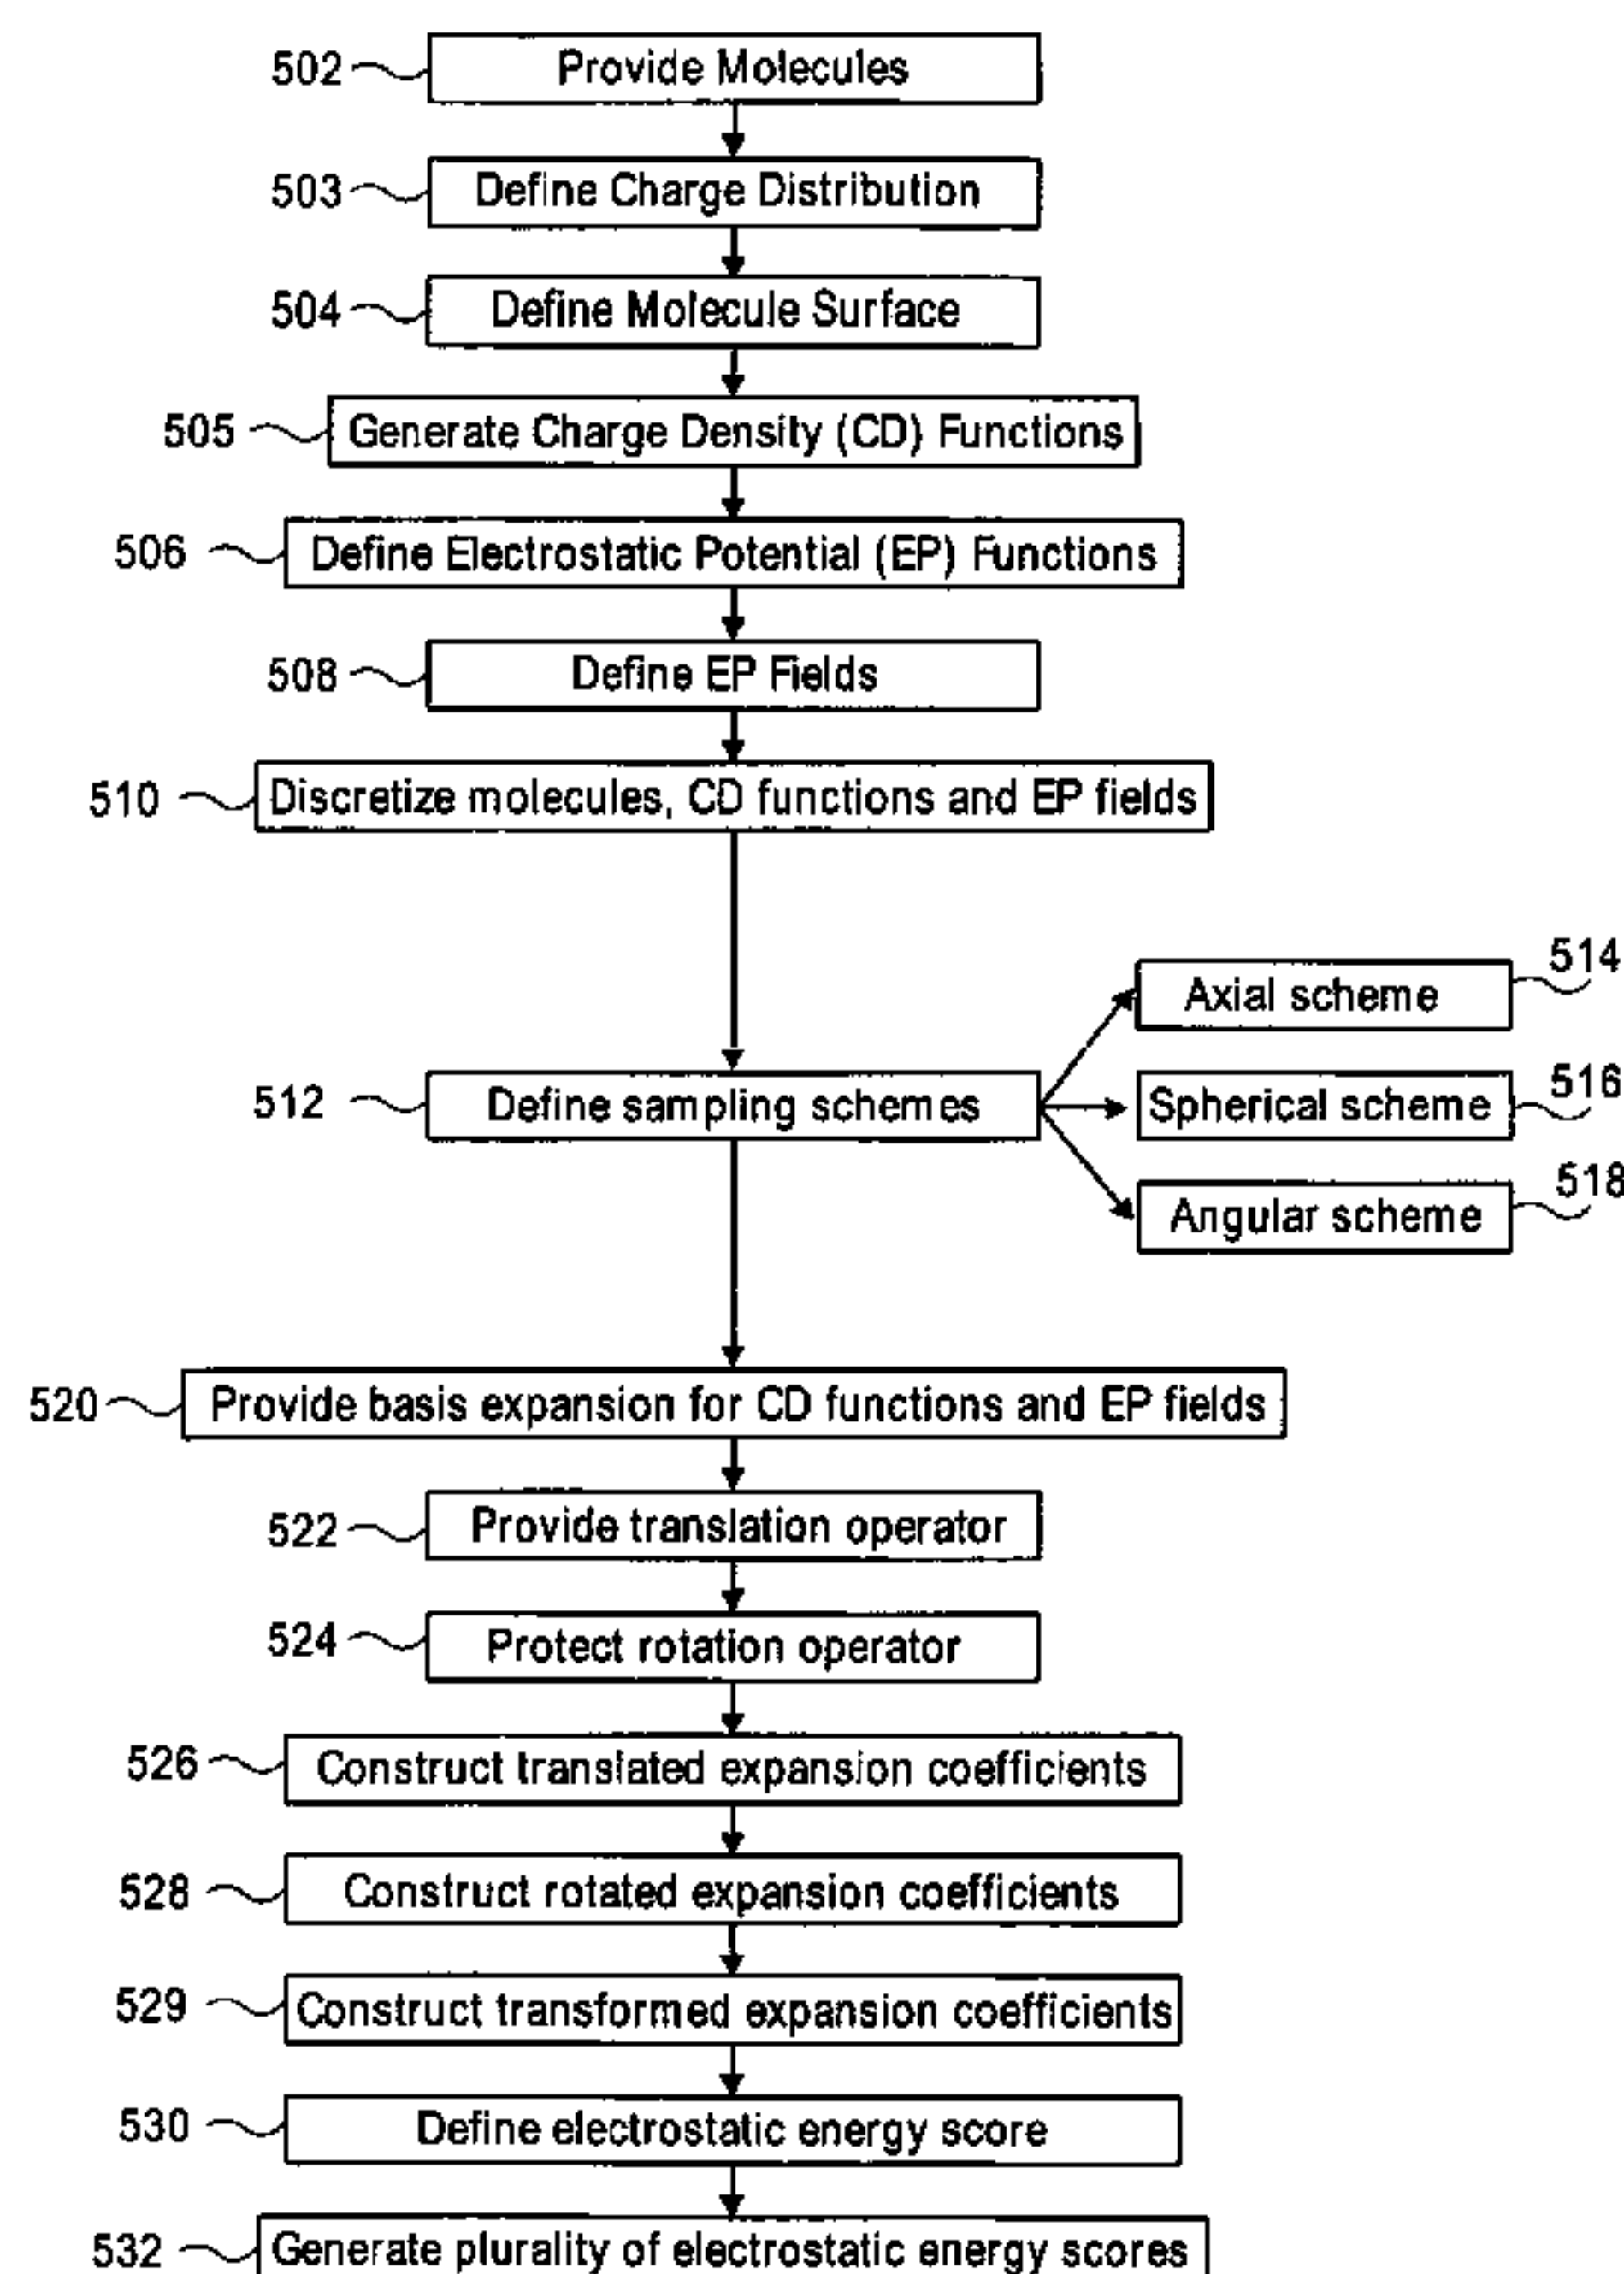 502 Provide Molecules
503 Define Charge Distribution
504 Define Molecule Surface
505 Generate Charge Density (CD) Functions
506 Define Electrostatic Potential (EP) Functions
508 Define EP Fields
510 Discretize molecules, CD functions and EP fields
514
Axial scheme
512 Define sampling schemes
516
Spherical scheme
518
Angular scheme
520 Provide basis expansion for CD functions and EP fields
522 Provide translation operator
524 Protect rotation operator
526 Construct translated expansion coefficients
528 Construct rotated expansion coefficients
529 Construct transformed expansion coefficients
530 Define electrostatic energy score
532 Generate plurality of electrostatic energy scores